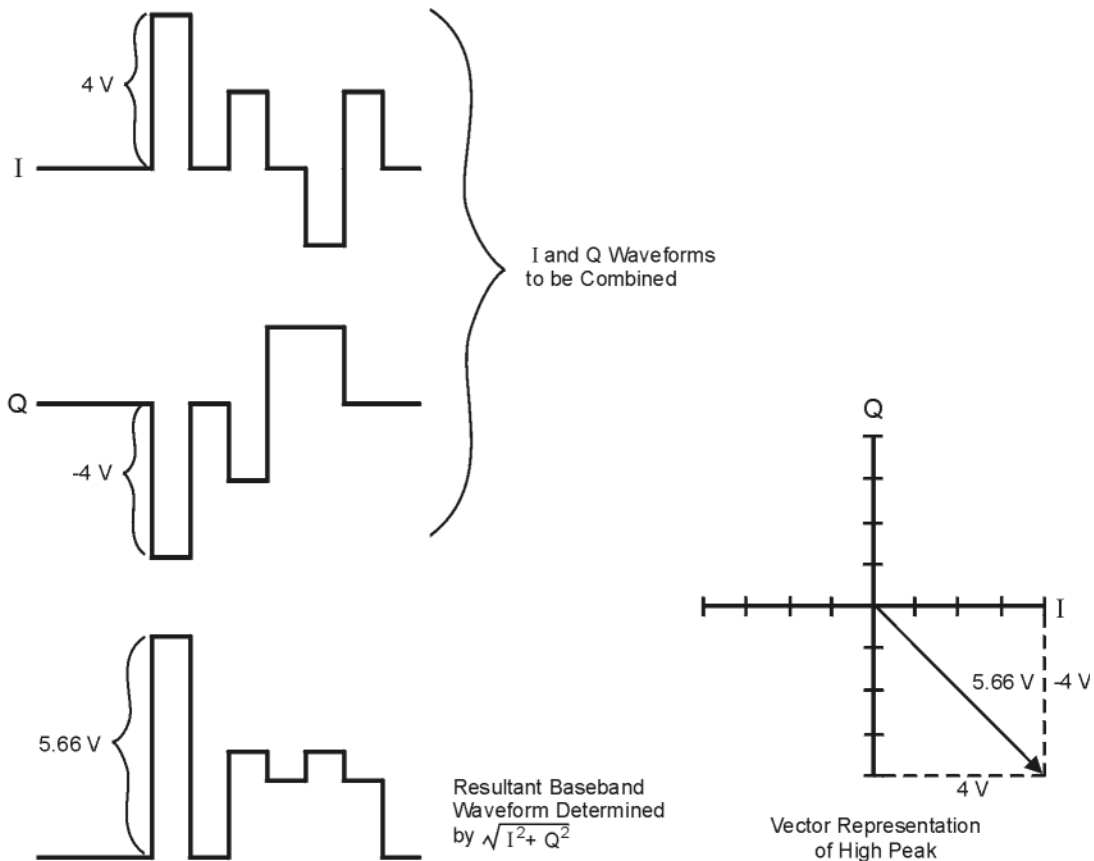 4 V
I
I and Q Waveforms
to be Combined
Q
-4 V
Q
I
5.66 V
-4 V
4 V
5.66 V
Resultant Baseband
Waveform Determined
by √I²+ Q²
Vector Representation
of High Peak